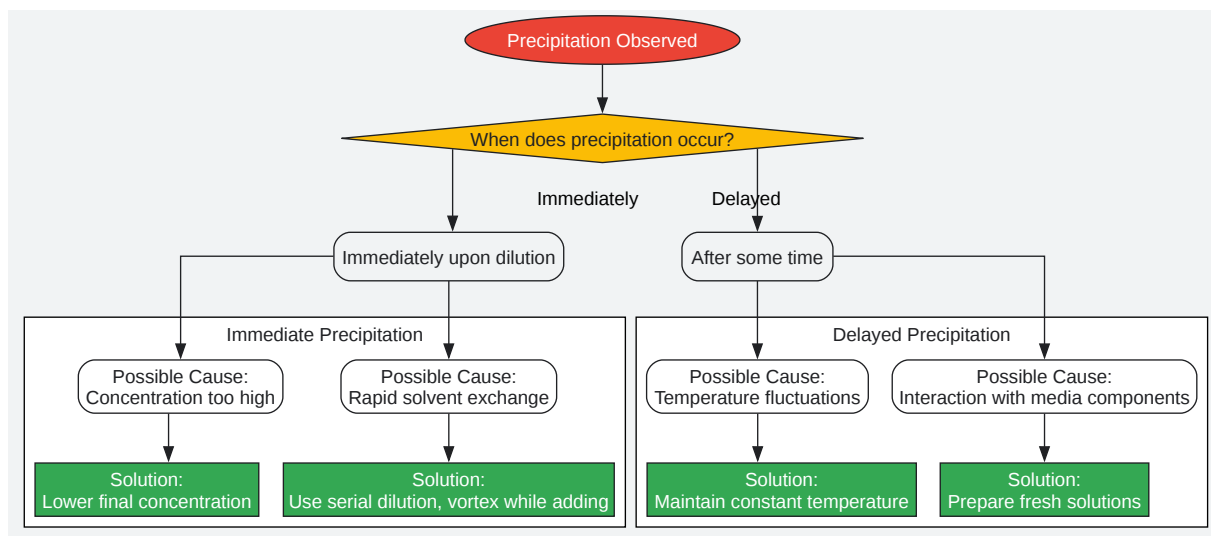 Precipitation Observed
When does precipitation occur?
Immediately
Delayed
Immediately upon dilution
After some time
Immediate Precipitation
Possible Cause:
Concentration too high
Possible Cause:
Rapid solvent exchange
Solution:
Lower final concentration
Solution:
Use serial dilution, vortex while adding
Delayed Precipitation
Possible Cause:
Temperature fluctuations
Possible Cause:
Interaction with media components
Solution:
Maintain constant temperature
Solution:
Prepare fresh solutions